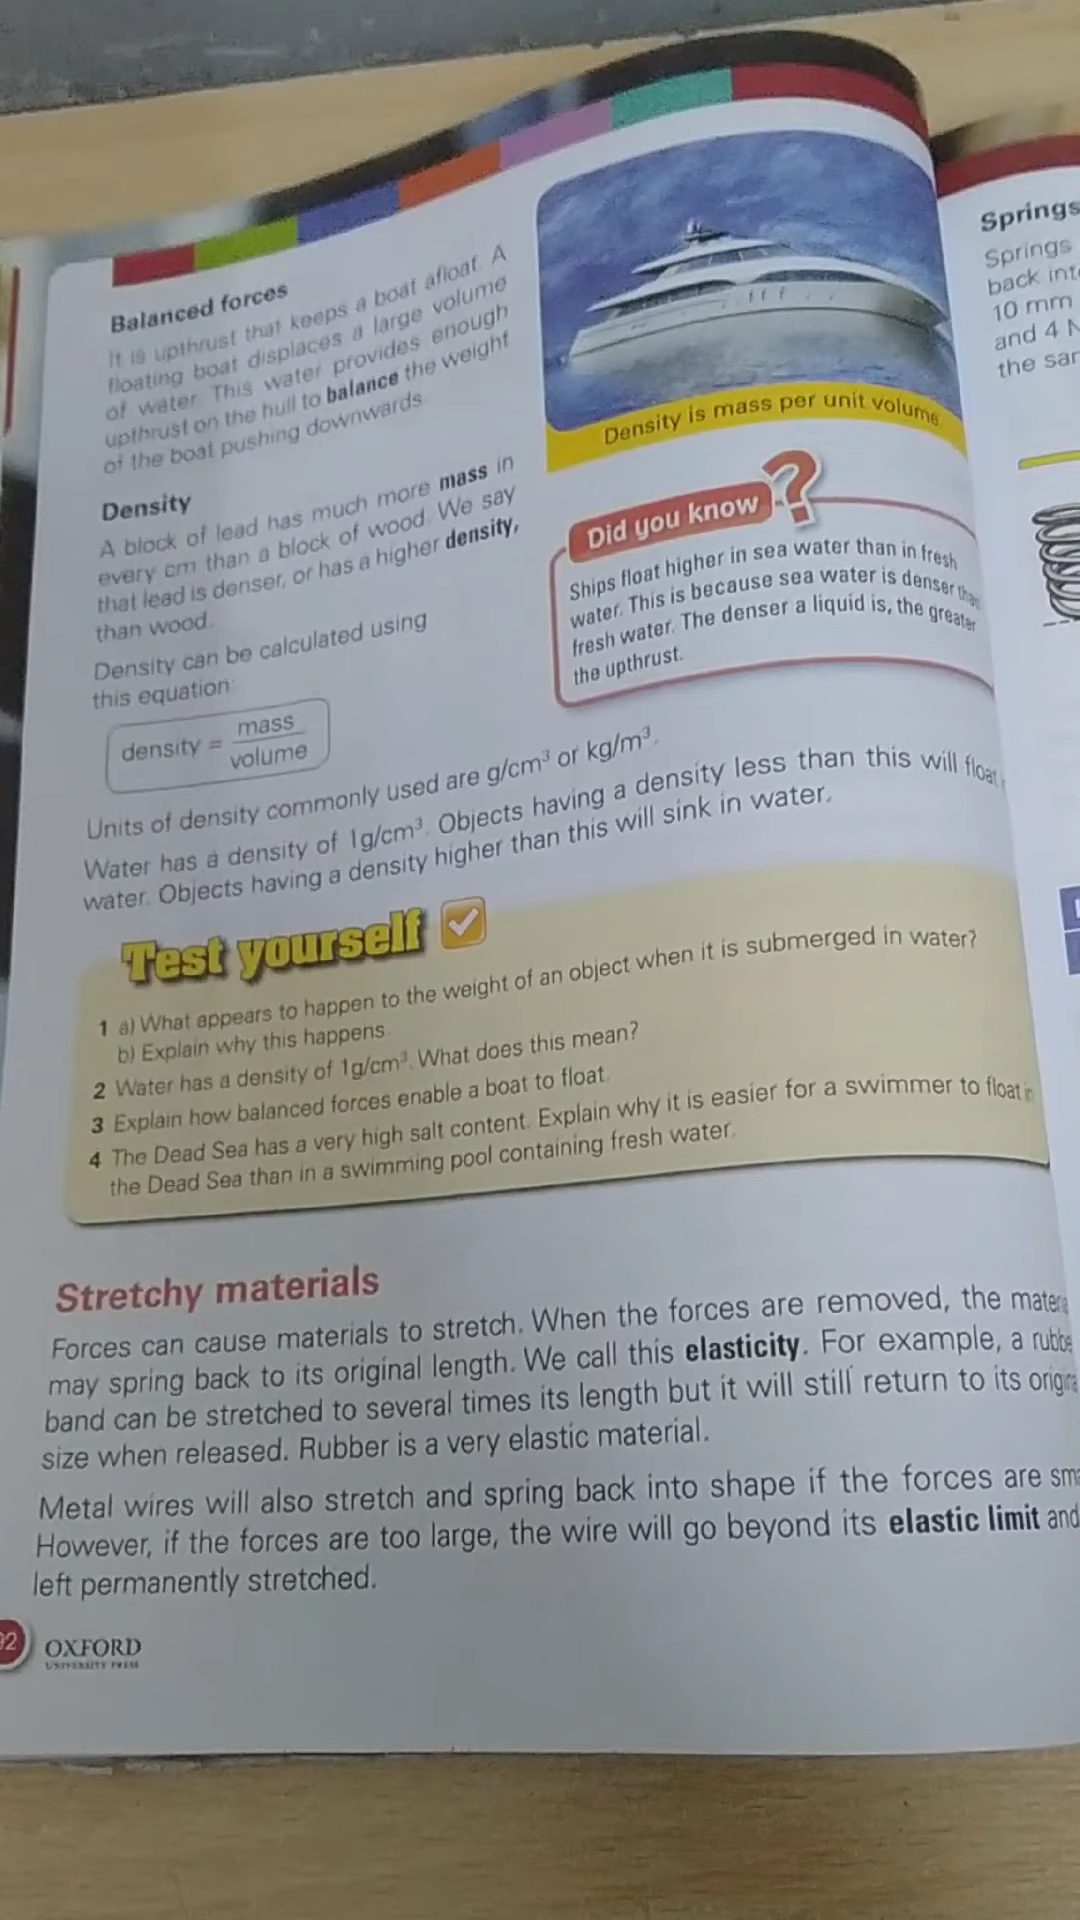 Balanced forces
It is upthrust that keeps a boat afloat. A
floating boat displaces a large volume
of water. This water provides enough
upthrust on the hull to balance the weight
of the boat pushing downwards.
Density
A block of lead has much more mass in
every cm than a block of wood. We say
that lead is denser, or has a higher density,
than wood.
Density can be calculated using
this equation:
density = mass
volume
Density is mass per unit volume.
Did you know ?
Ships float higher in sea water than in fresh
water. This is because sea water is denser than
fresh water. The denser a liquid is, the greater
the upthrust.
Units of density commonly used are g/cm³ or kg/m³.
Water has a density of 1g/cm³. Objects having a density less than this will float
water. Objects having a density higher than this will sink in water.
Test yourself
1 a) What appears to happen to the weight of an object when it is submerged in water?
b) Explain why this happens.
2 Water has a density of 1g/cm³. What does this mean?
3 Explain how balanced forces enable a boat to float.
4 The Dead Sea has a very high salt content. Explain why it is easier for a swimmer to float in
the Dead Sea than in a swimming pool containing fresh water.
Stretchy materials
Forces can cause materials to stretch. When the forces are removed, the
may spring back to its original length. We call this elasticity. For example, a
band can be stretched to several times its length but it will still return to its
size when released. Rubber is a very elastic material.
Metal wires will also stretch and spring back into shape if the forces are
However, if the forces are too large, the wire will go beyond its elastic limit and
left permanently stretched.
92
OXFORD
UNIVERSITY PRESS
Springs
Springs
back
10 mm
and 4 N
the